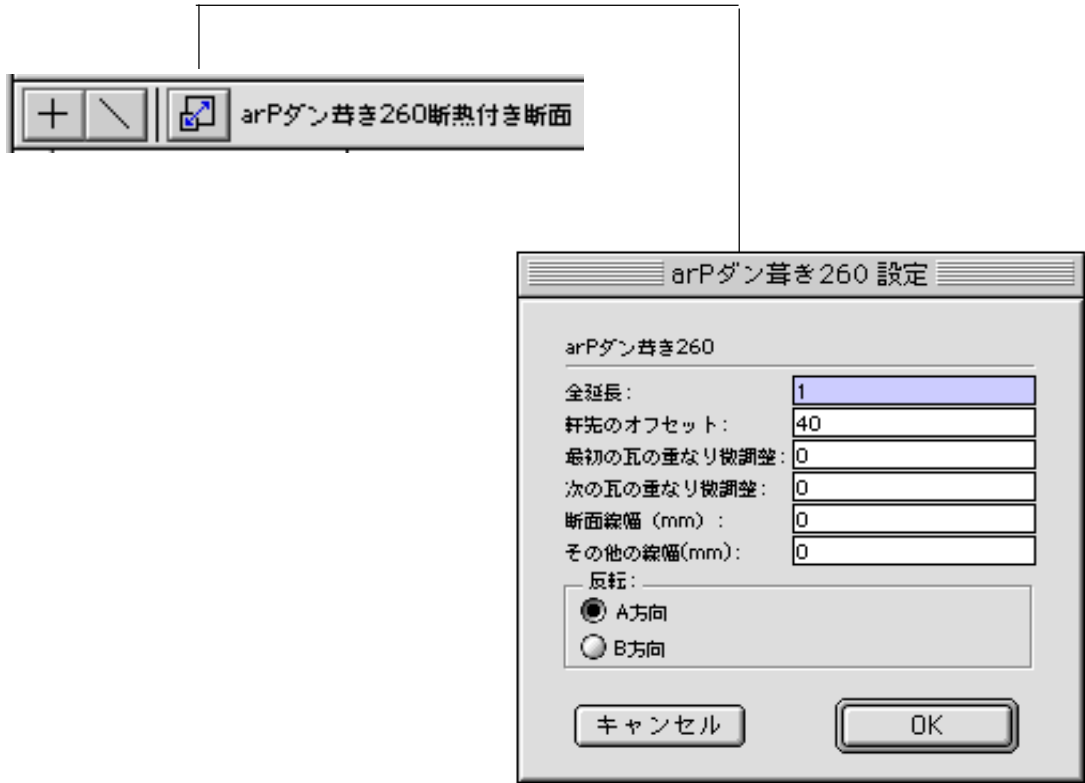 arPダン葺き260断熱付き断面
arPダン葺き260 設定
arPダン葺き260
全延長:
1
軒先のオフセット:
40
最初の瓦の重なり微調整:
0
次の瓦の重なり微調整:
0
断面線幅（mm）:
0
その他の線幅(mm):
0
反転:
A方向
B方向
キャンセル
OK